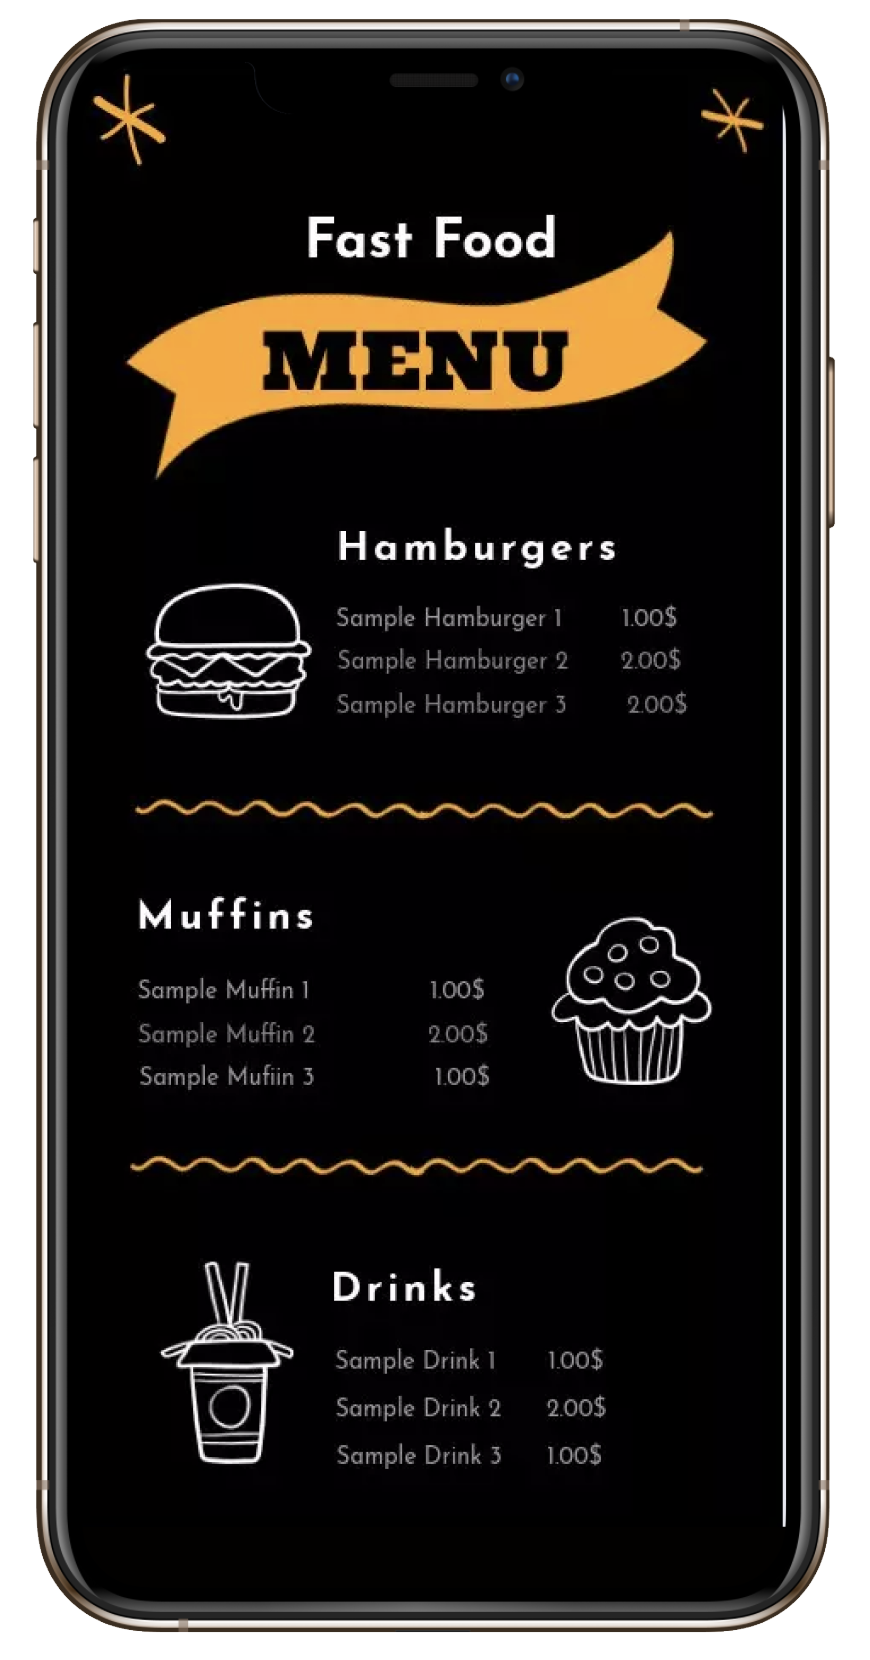 Fast Food
MENU
Hamburgers
Sample Hamburger 1 1.00$
Sample Hamburger 2 2.00$
Sample Hamburger 3 2.00$
Muffins
Sample Muffin 1 1.00$
Sample Muffin 2 2.00$
Sample Mufiin 3 1.00$
Drinks
Sample Drink 1 1.00$
Sample Drink 2 2.00$
Sample Drink 3 1.00$